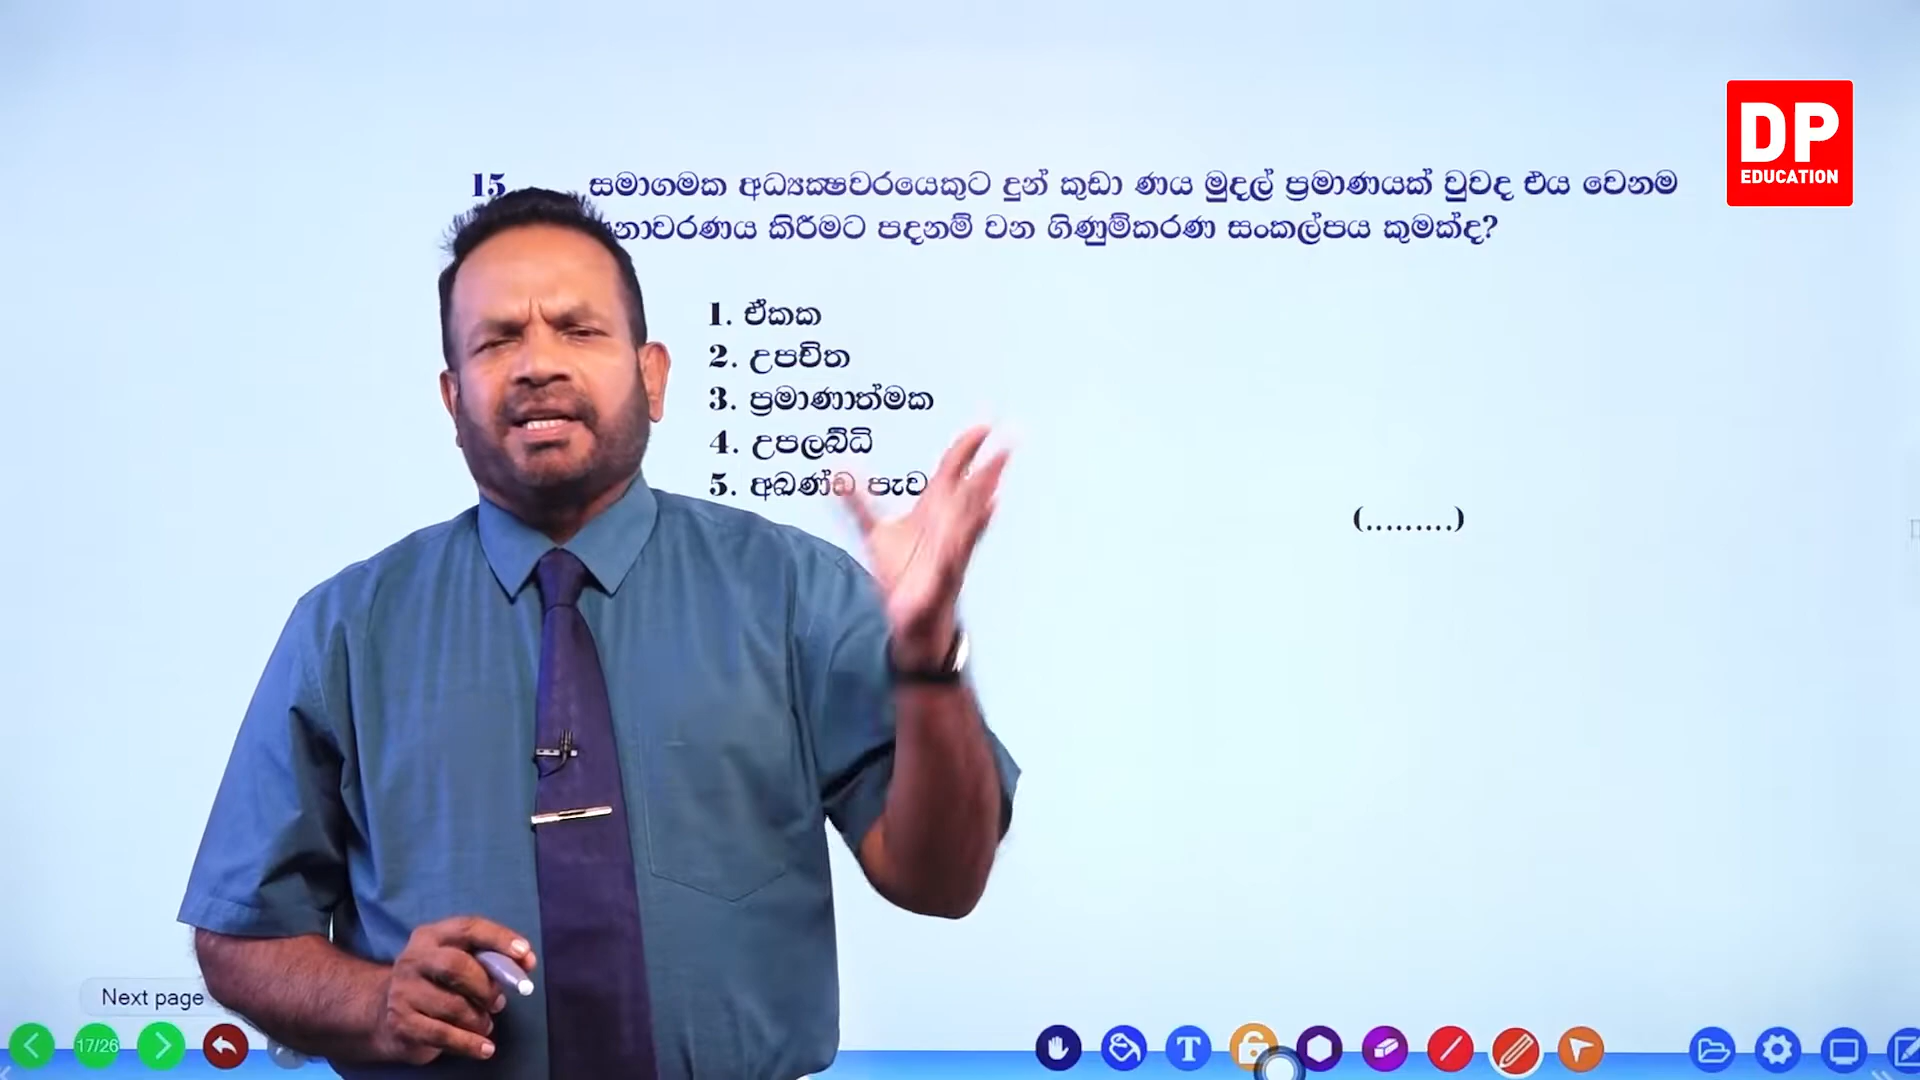 DP
EDUCATION
15. සමාගමක අධ්‍යක්ෂවරයෙකුට දුන් කුඩා ණය මුදල් ප්‍රමාණයක් වුවද එය වෙනම
කිරීමට පදනම් වන ගිණුම්කරණ සංකල්පය කුමක්ද?
1. ඒකක
2. උපචිත
3. ප්‍රමාණාත්මක
4. උපලබ්ධි
5. අඛණ්ඩ
(.........)
Next page
17/26
T